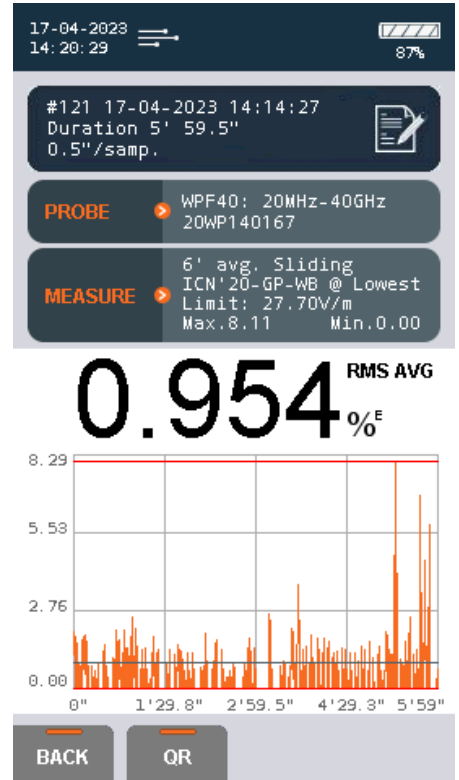 17-04-2023
14:20:29
87%
#121 17-04-2023 14:14:27
Duration 5' 59.5"
0.5"/samp.
PROBE
WPF40: 20MHz-40GHz
20WP140167
MEASURE
6' avg. Sliding
ICN'20-GP-WB @ Lowest
Limit: 27.70V/m
Max.8.11 Min.0.00
0.954 RMS AVG
%E
8.29
5.53
2.76
0.00
0" 1'29.8" 2'59.5" 4'29.3" 5'59"
BACK QR